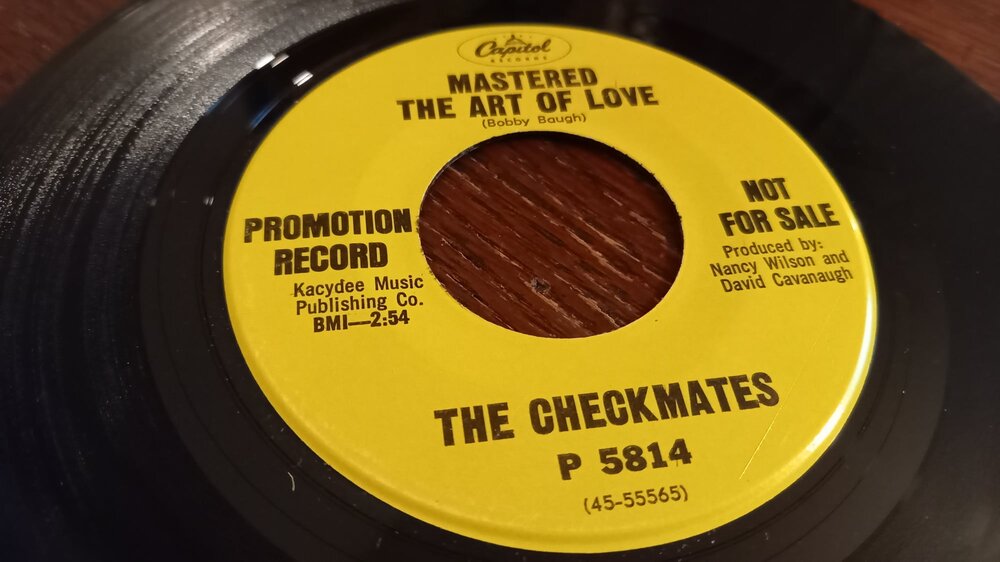 Capitol
RECORDS
MASTERED
THE ART OF LOVE
(Bobby Baugh)
PROMOTION
RECORD
Kacydee Music
Publishing Co.
BMI—2:54
NOT
FOR SALE
Produced by:
Nancy Wilson and
David Cavanaugh
THE CHECKMATES
P 5814
(45-55565)